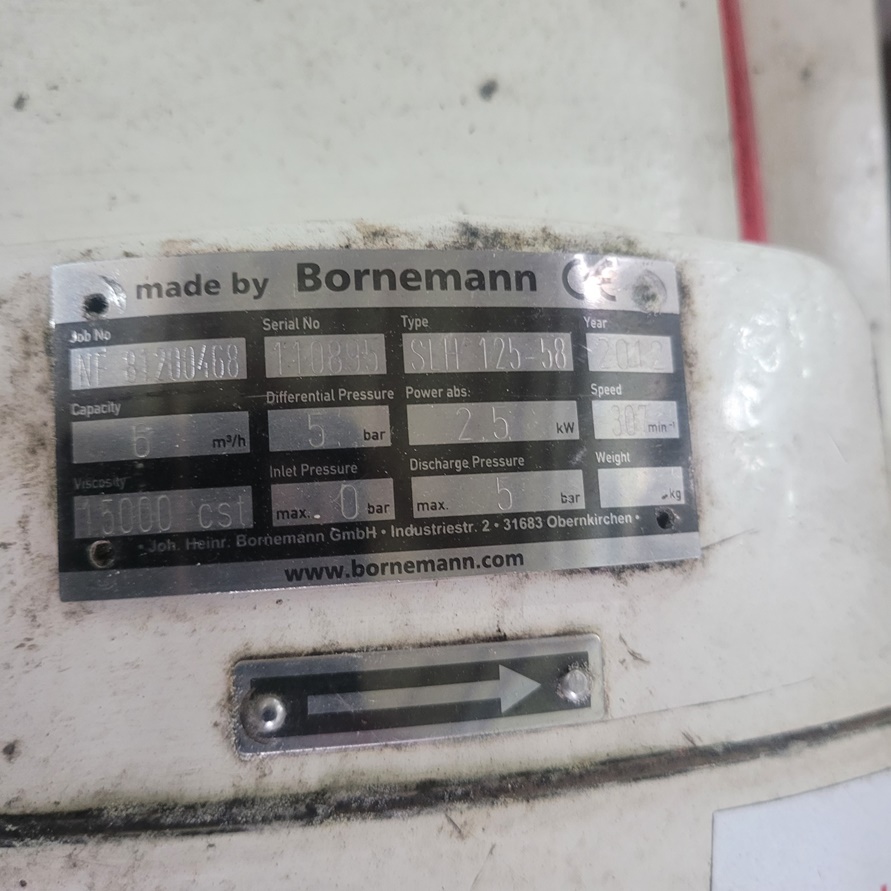 made by Bornemann CE
Job No Serial No Type Year
NF 81200468 110835 SLH 125-58 2012
Capacity Differential Pressure Power abs: Speed
5 bar 2.5 kW min⁻¹
m³/h
Viscosity Inlet Pressure Discharge Pressure Weight
15000 cst max. 0 bar max. 5 bar kg
• Joh. Heinr. Bornemann GmbH • Industriestr. 2 • 31683 Obernkirchen •
www.bornemann.com